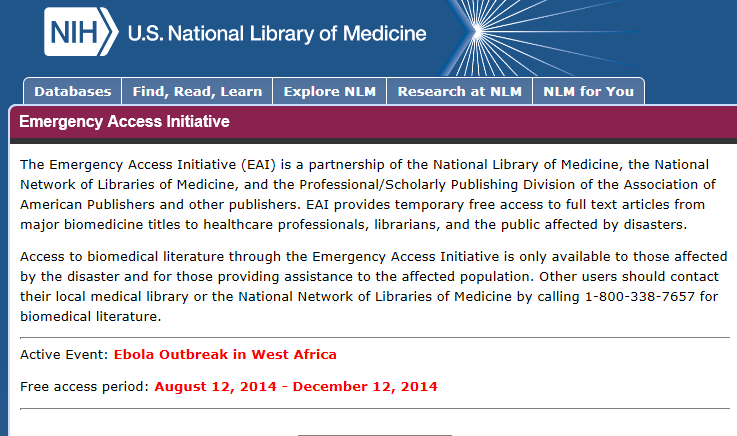 NIH U.S. National Library of Medicine
Databases Find, Read, Learn Explore NLM Research at NLM NLM for You
Emergency Access Initiative
The Emergency Access Initiative (EAI) is a partnership of the National Library of Medicine, the National
Network of Libraries of Medicine, and the Professional/Scholarly Publishing Division of the Association of
American Publishers and other publishers. EAI provides temporary free access to full text articles from
major biomedicine titles to healthcare professionals, librarians, and the public affected by disasters.
Access to biomedical literature through the Emergency Access Initiative is only available to those affected
by the disaster and for those providing assistance to the affected population. Other users should contact
their local medical library or the National Network of Libraries of Medicine by calling 1-800-338-7657 for
biomedical literature.
Active Event: Ebola Outbreak in West Africa
Free access period: August 12, 2014 - December 12, 2014